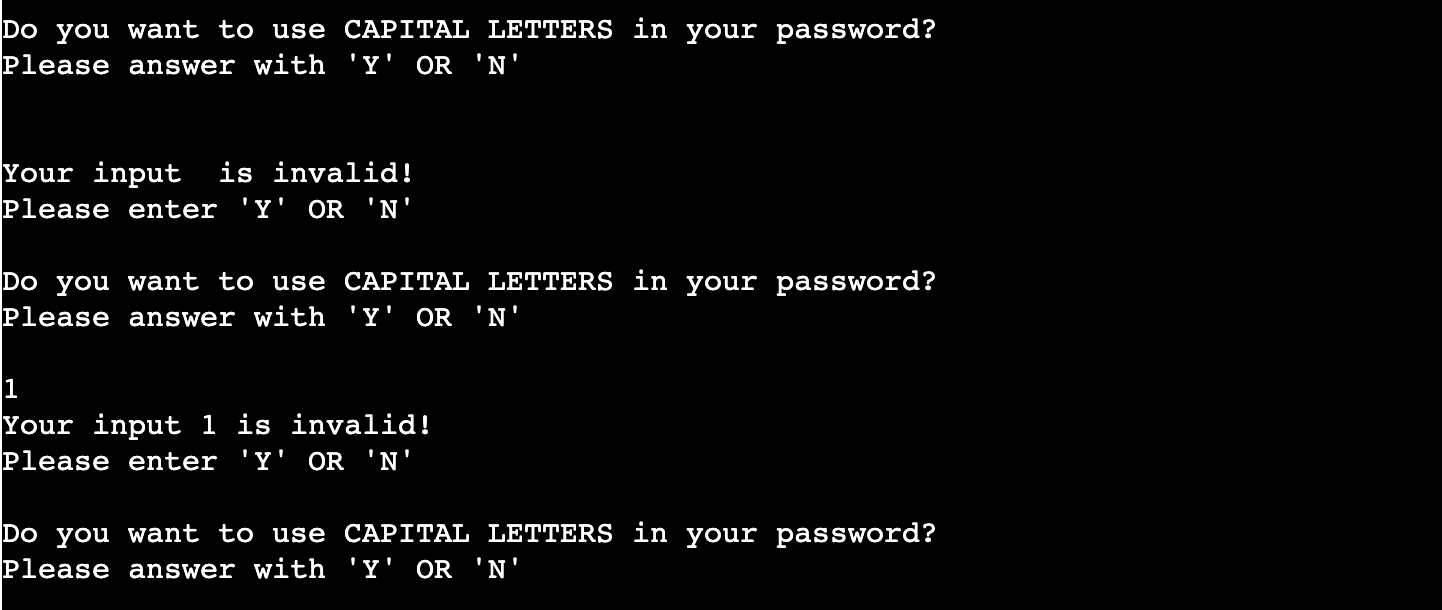 Do you want to use CAPITAL LETTERS in your password?
Please answer with 'Y' OR 'N'
Your input  is invalid!
Please enter 'Y' OR 'N'
Do you want to use CAPITAL LETTERS in your password?
Please answer with 'Y' OR 'N'
1
Your input 1 is invalid!
Please enter 'Y' OR 'N'
Do you want to use CAPITAL LETTERS in your password?
Please answer with 'Y' OR 'N'